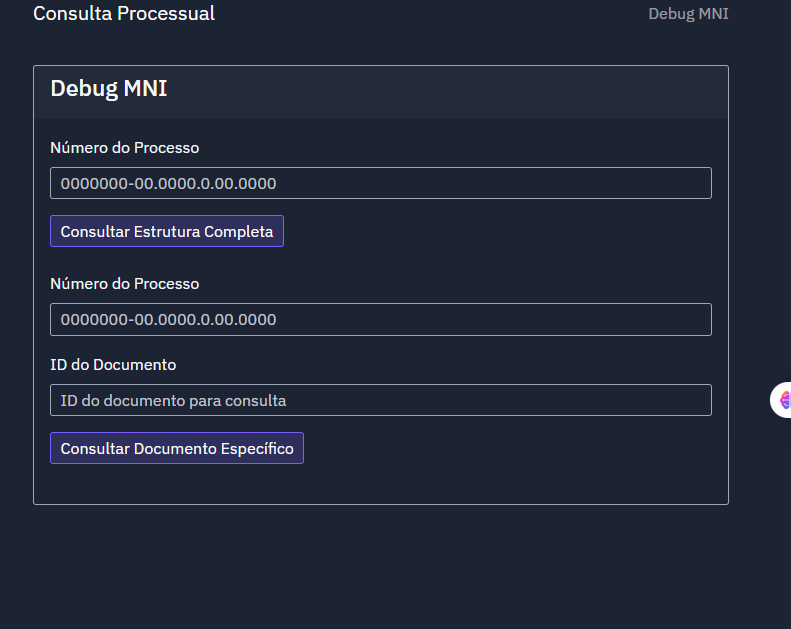 Consulta Processual
Debug MNI
Debug MNI
Número do Processo
0000000-00.0000.0.00.0000
Consultar Estrutura Completa
Número do Processo
0000000-00.0000.0.00.0000
ID do Documento
ID do documento para consulta
Consultar Documento Específico